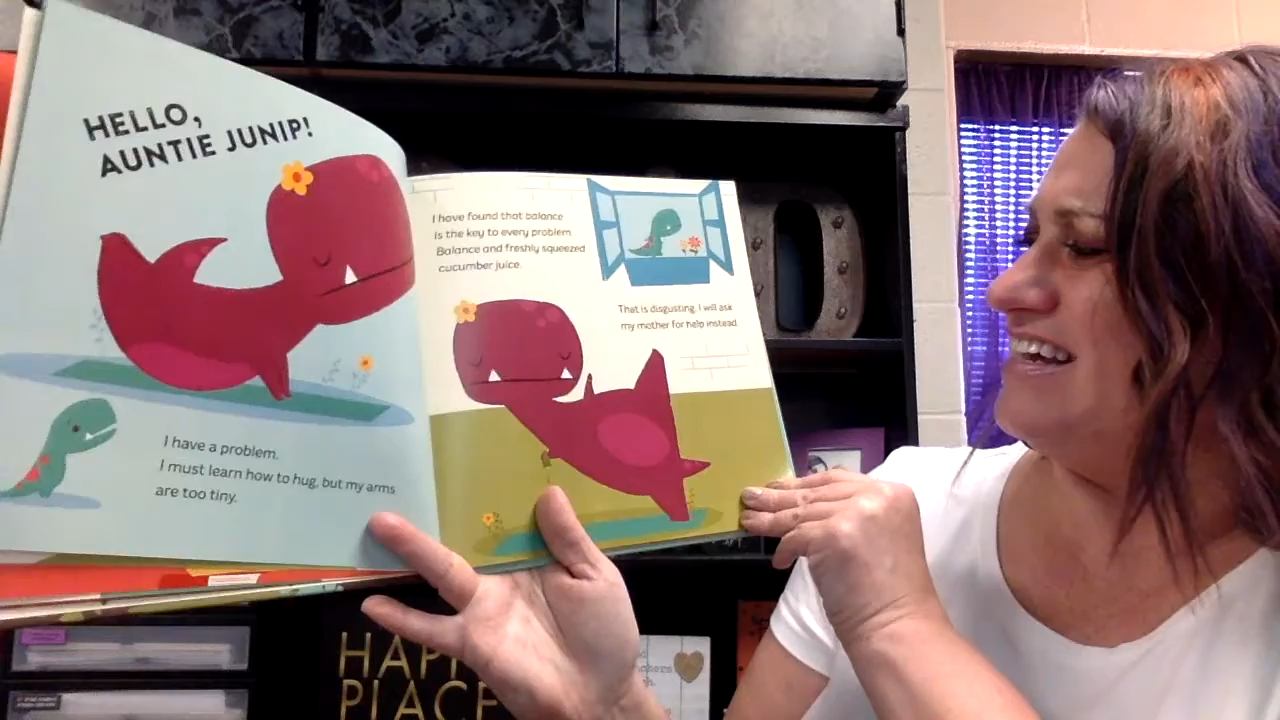 HELLO,
AUNTIE JUNIP!
I have a problem.
I must learn how to hug, but my arms
are too tiny.
I have found that balance
is the key to every problem.
Balance and freshly squeezed
cucumber juice.
That is disgusting. I will ask
my mother for help instead.
O
HAPPY
PLACE